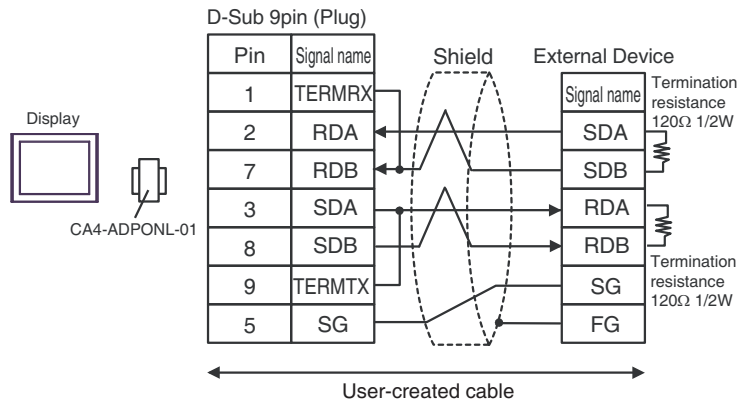 D-Sub 9pin (Plug)
Pin Signal name
Shield
External Device
Signal name
Termination
resistance
120Ω 1/2W
1 TERMRX
2 RDA
SDA
7 RDB
SDB
3 SDA
RDA
8 SDB
RDB
9 TERMTX
SG
5 SG
FG
Display
CA4-ADPONL-01
Termination
resistance
120Ω 1/2W
User-created cable